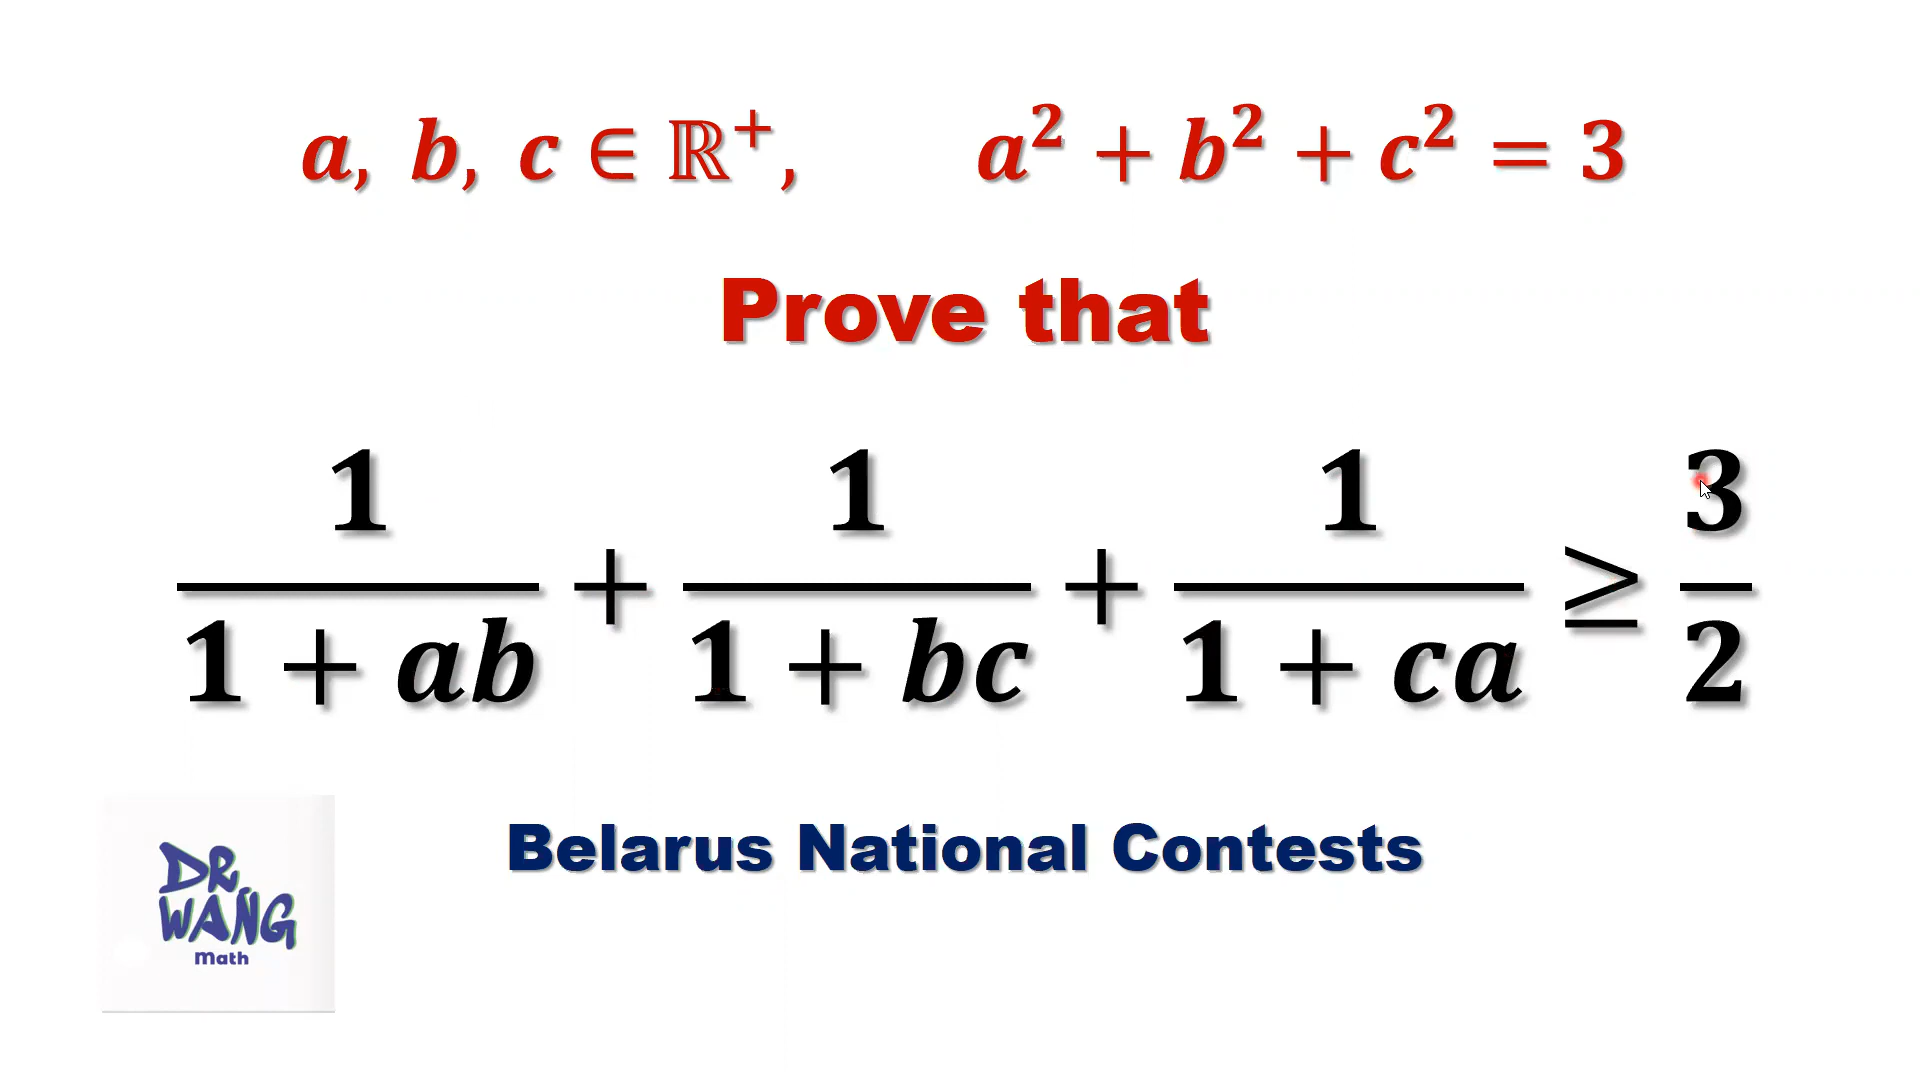 a, b, c ∈ ℝ⁺, a² + b² + c² = 3
Prove that
1/(1 + ab) + 1/(1 + bc) + 1/(1 + ca) ≥ 3/2
Belarus National Contests
DR
WANG
Math